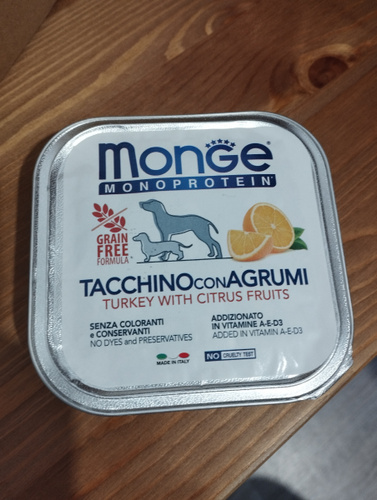 monge
MONOPROTEIN
GRAIN
FREE
FORMULA™
TACCHINOCONAGRUMI
TURKEY WITH CITRUS FRUITS
SENZA COLORANTI
e CONSERVANTI
NO DYES and PRESERVATIVES
ADDIZIONATO
IN VITAMINE A-E-D3
ADDED IN VITAMIN A-E-D3
MADE IN ITALY
NO CRUELTY TEST